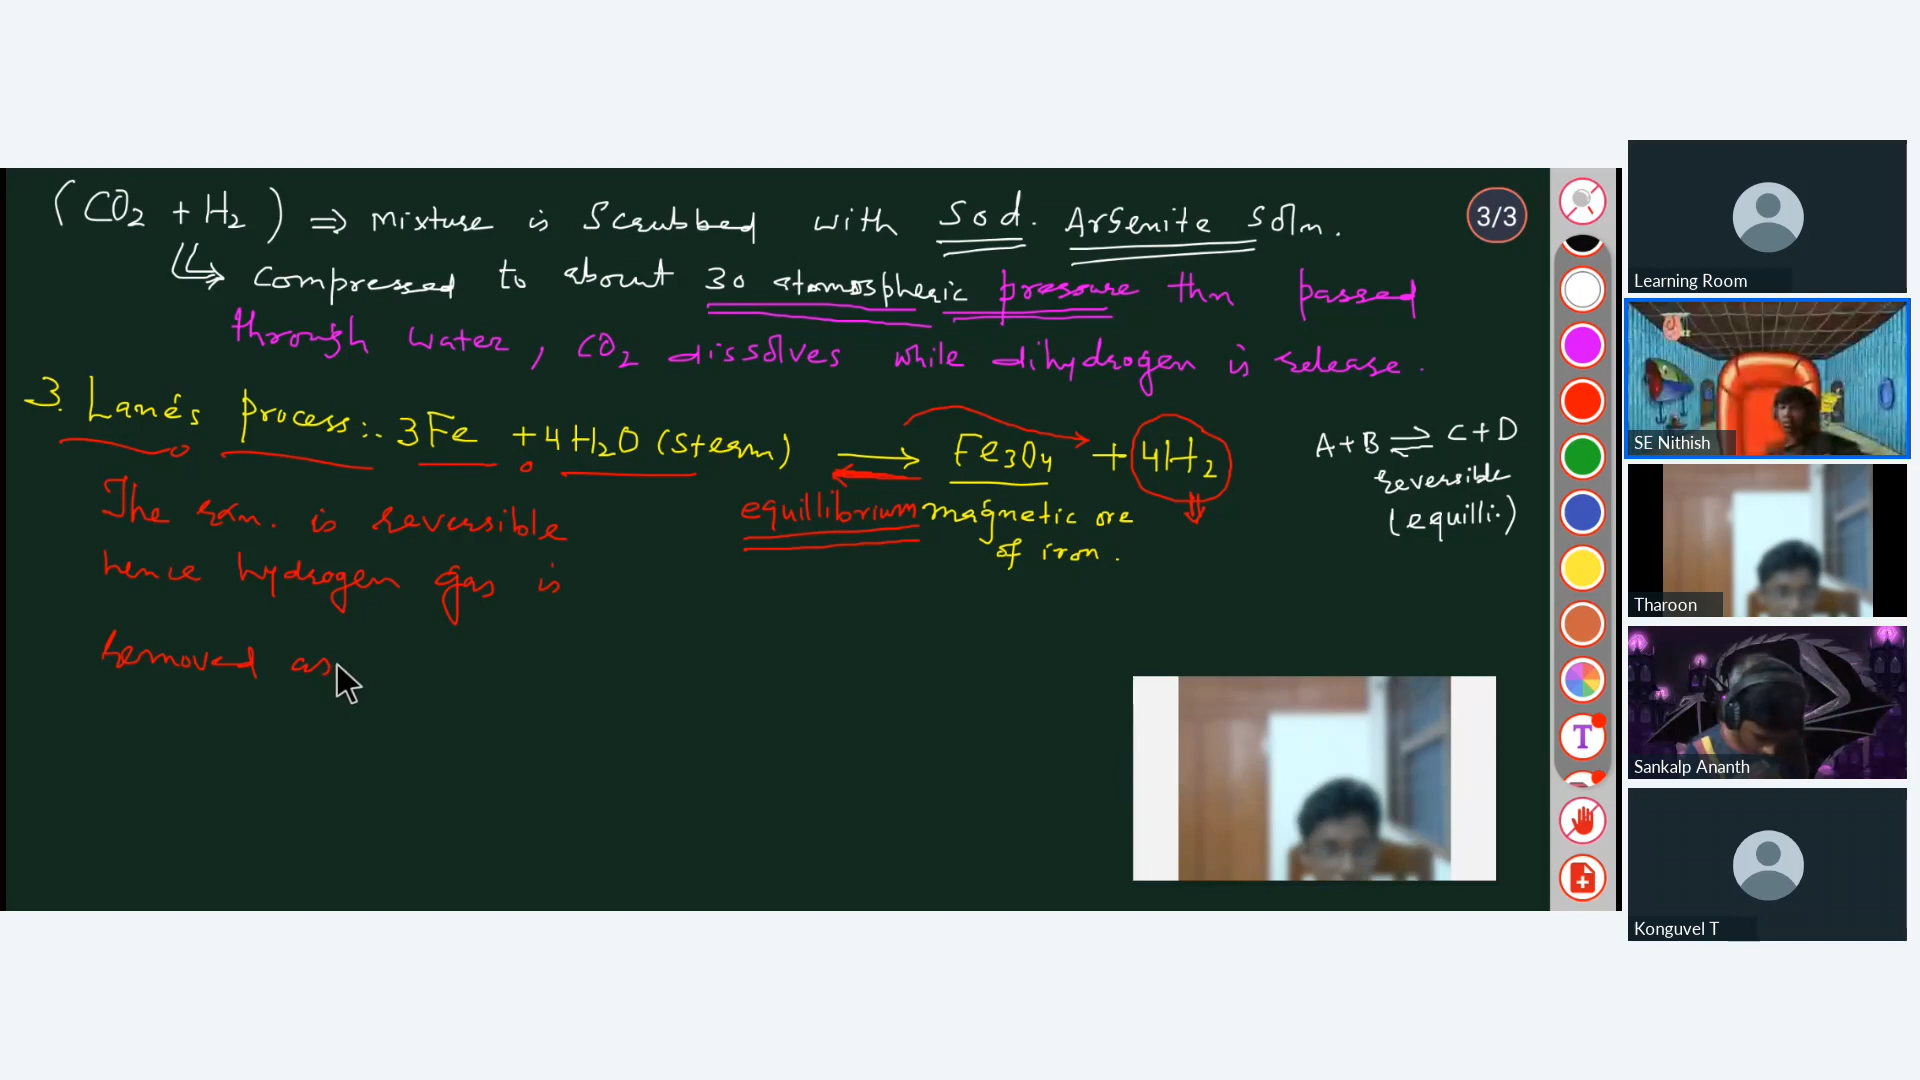 (CO2 + H2) ⇒ Mixture is Scrubbed with Sod. Arsenite Soln.
3/3
Compressed to about 30 atomospheric pressure thn passed
through water, CO2 dissolves while dihydrogen is release.
3. Lane's process:- 3Fe + 4H2O (steam) → Fe3O4 + 4H2
A + B ⇌ C + D
reversible
(equilli:)
equillibrium
magnetic ore
of iron.
The rxn. is reversible
hence hydrogen gas is
removed as
T
Learning Room
SE Nithish
Tharoon
Sankalp Ananth
Konguvel T